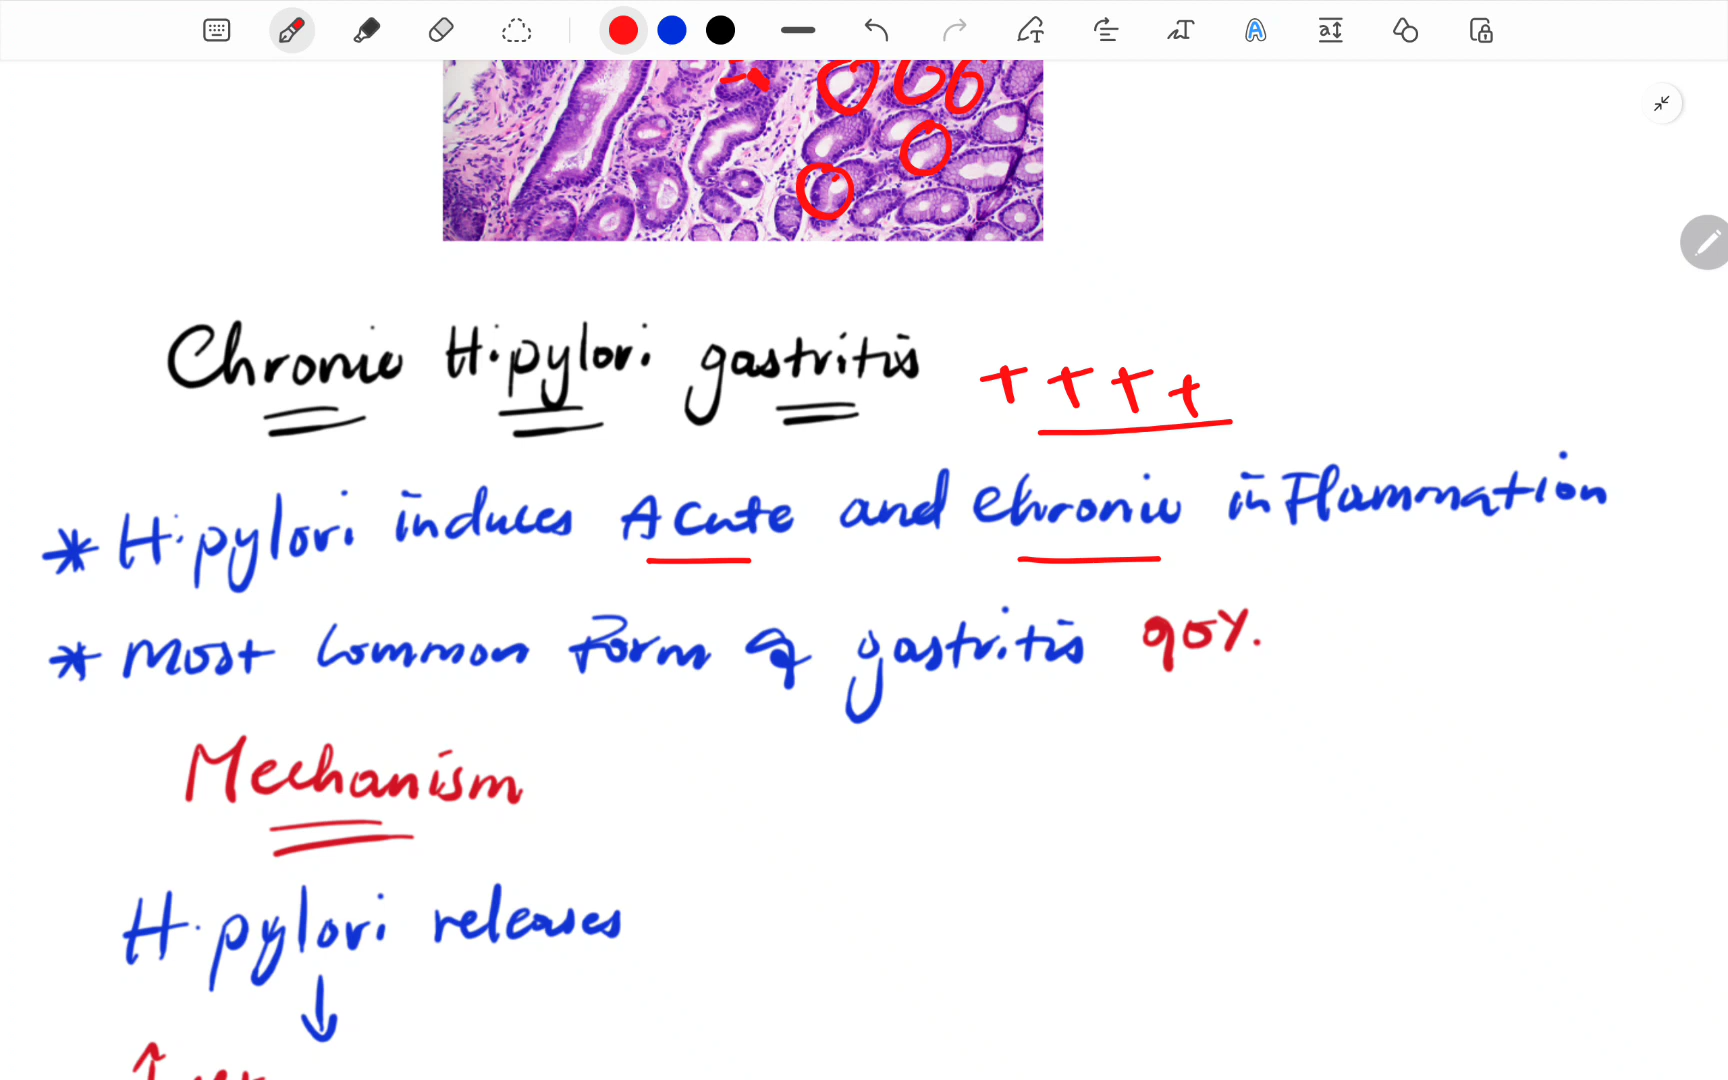 Chronic H.pylori gastritis ++++
* H.pylori induces Acute and chronic inflammation
* Most common form of gastritis 90%.
Mechanism
H.pylori releases
↓
↑